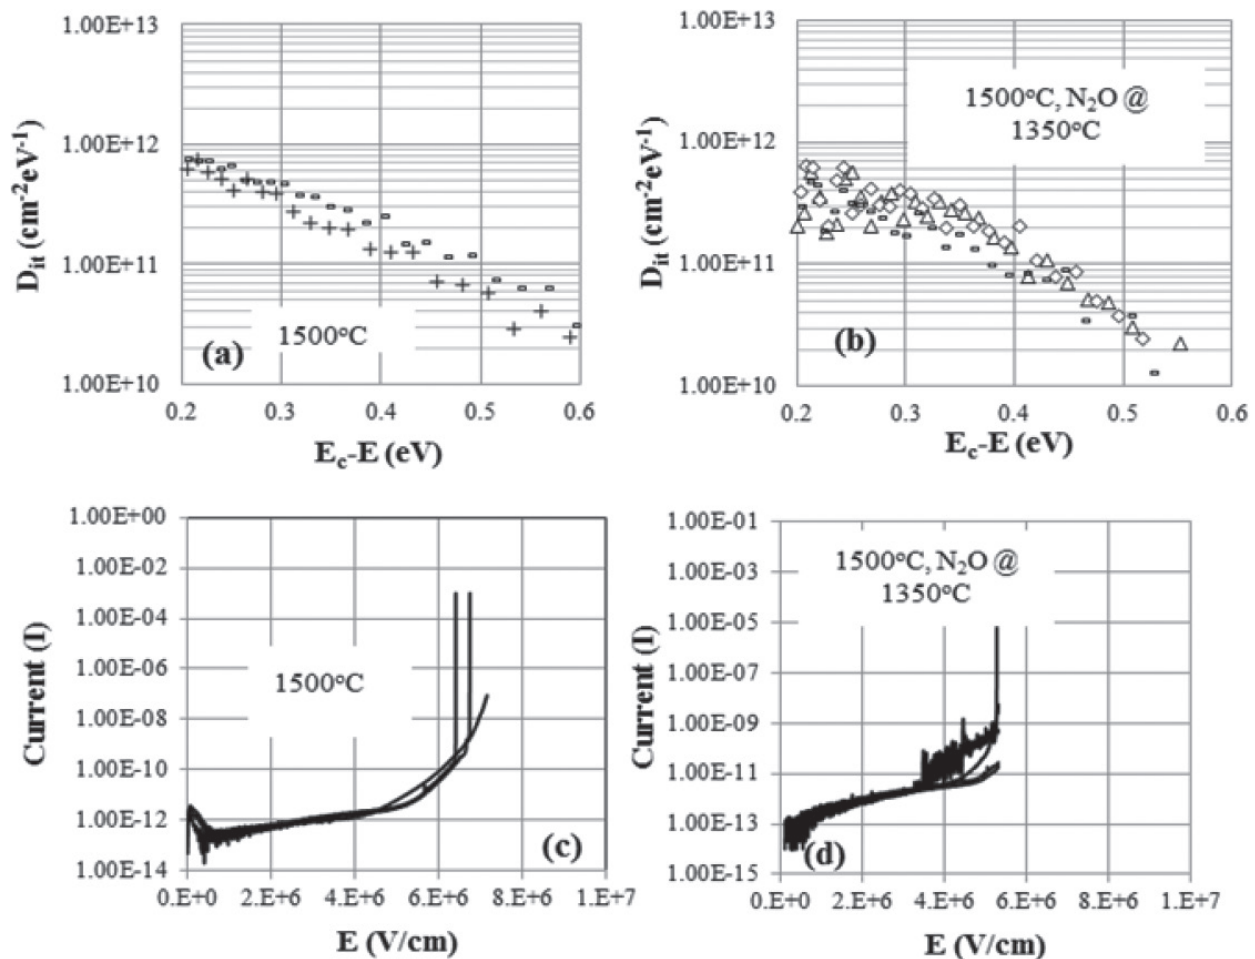 1.00E+13
1.00E+12
1.00E+11
1.00E+10
Dit (cm-2eV-1)
(a)
1500°C
0.2 0.3 0.4 0.5 0.6
Ec-E (eV)
1.00E+13
1.00E+12
1.00E+11
1.00E+10
Dit (cm-2eV-1)
1500°C, N2O @
1350°C
(b)
0.2 0.3 0.4 0.5 0.6
Ec-E (eV)
1.00E+00
1.00E-02
1.00E-04
1.00E-06
1.00E-08
1.00E-10
1.00E-12
1.00E-14
Current (I)
1500°C
(c)
0.E+0 2.E+6 4.E+6 6.E+6 8.E+6 1.E+7
E (V/cm)
1.00E-01
1.00E-03
1.00E-05
1.00E-07
1.00E-09
1.00E-11
1.00E-13
1.00E-15
Current (I)
1500°C, N2O @
1350°C
(d)
0.E+0 2.E+6 4.E+6 6.E+6 8.E+6 1.E+7
E (V/cm)